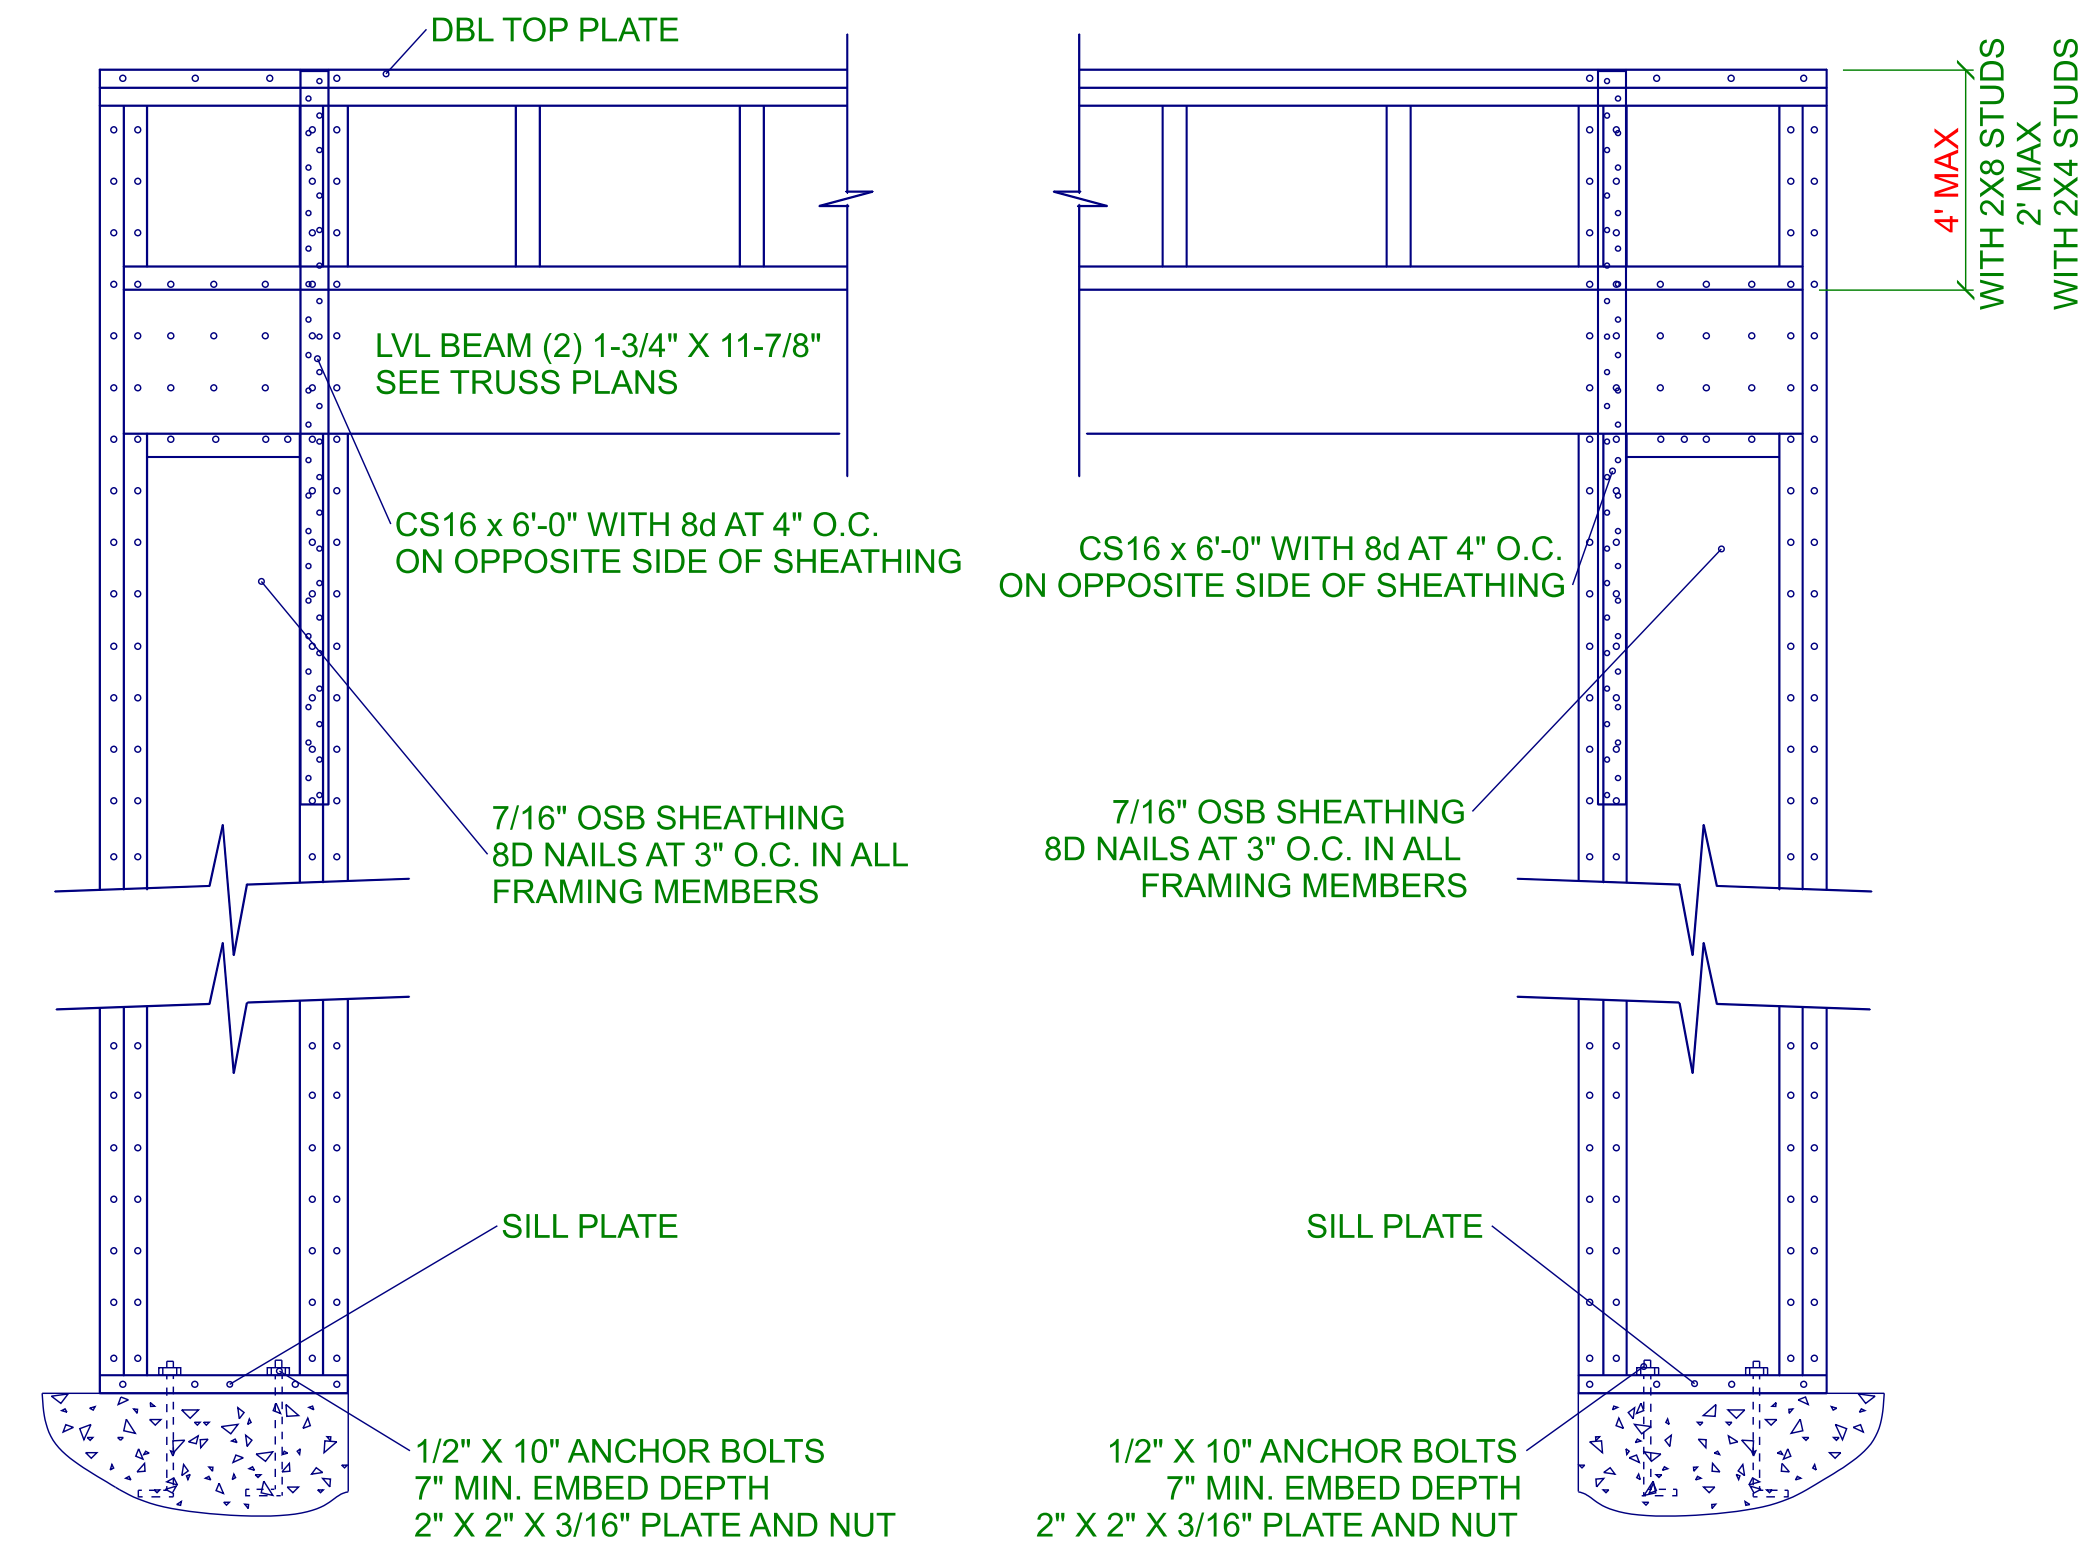 DBL TOP PLATE
4' MAX
WITH 2X8 STUDS
2' MAX
WITH 2X4 STUDS
LVL BEAM (2) 1-3/4" X 11-7/8"
SEE TRUSS PLANS
CS16 x 6'-0" WITH 8d AT 4" O.C.
ON OPPOSITE SIDE OF SHEATHING
CS16 x 6'-0" WITH 8d AT 4" O.C.
ON OPPOSITE SIDE OF SHEATHING
7/16" OSB SHEATHING
8D NAILS AT 3" O.C. IN ALL
FRAMING MEMBERS
7/16" OSB SHEATHING
8D NAILS AT 3" O.C. IN ALL
FRAMING MEMBERS
SILL PLATE
SILL PLATE
1/2" X 10" ANCHOR BOLTS
7" MIN. EMBED DEPTH
2" X 2" X 3/16" PLATE AND NUT
1/2" X 10" ANCHOR BOLTS
7" MIN. EMBED DEPTH
2" X 2" X 3/16" PLATE AND NUT